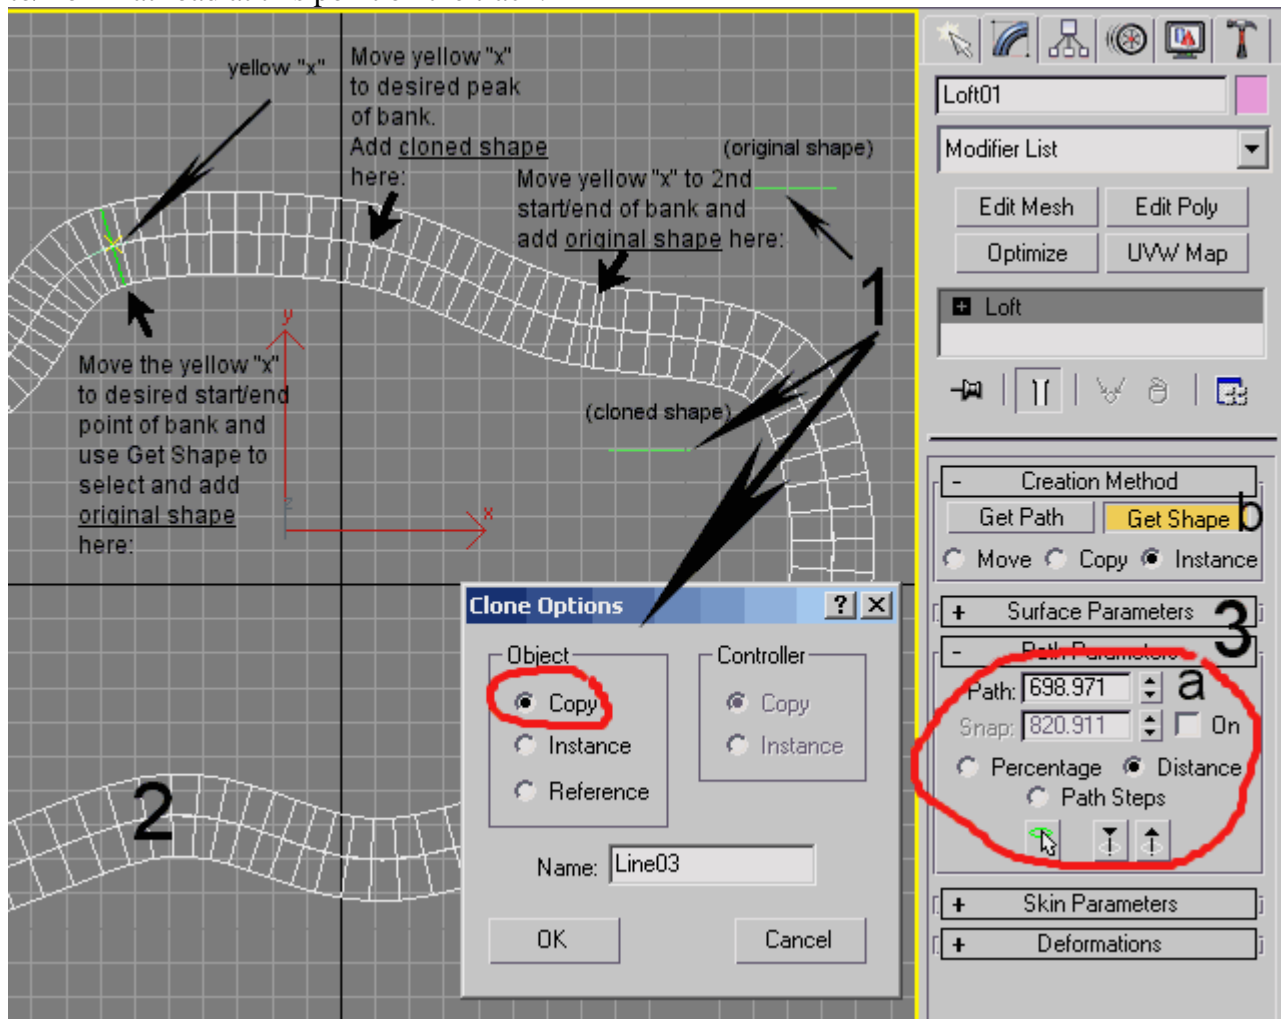 yellow "x"
Move yellow "x"
to desired peak
of bank.
Add cloned shape
here:
(original shape)
Move yellow "x" to 2nd
start/end of bank and
add original shape here:
1
y
Move the yellow "x"
to desired start/end
point of bank and
use Get Shape to
select and add
original shape
here:
z
x
(cloned shape)
2
Clone Options
Object
Copy
Instance
Reference
Controller
Copy
Instance
Name: Line03
OK
Cancel
Loft01
Modifier List
Edit Mesh
Edit Poly
Optimize
UVW Map
Loft
- Creation Method
Get Path
Get Shape b
Move
Copy
Instance
+ Surface Parameters
3
- Path Parameters
Path: 698.971 a
Snap: 820.911
On
Percentage
Distance
Path Steps
+ Skin Parameters
+ Deformations